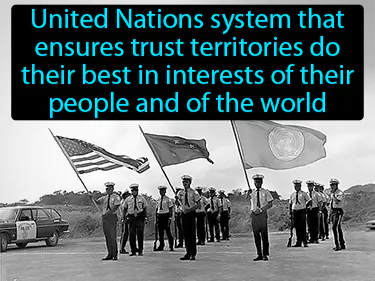 United Nations system that
ensures trust territories do
their best in interests of their
people and of the world